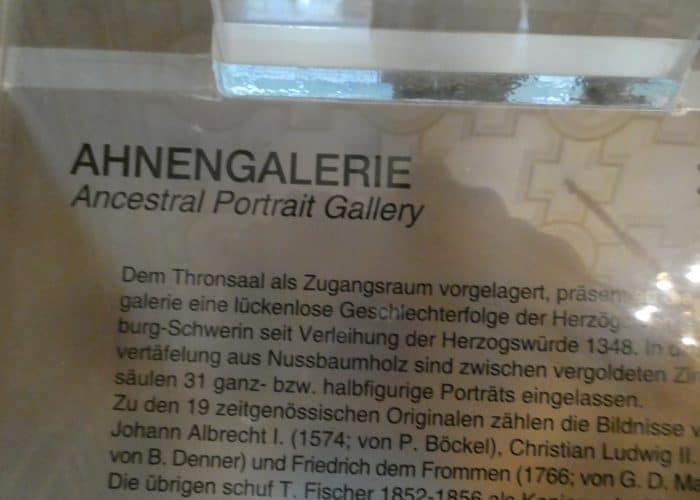 AHNENGALERIE
Ancestral Portrait Gallery
Dem Thronsaal als Zugangsraum vorgelagert,
galerie eine lückenlose Geschlechterfolge der
burg-Schwerin seit Verleihung der Herzogswürde 1348. In
vertäfelung aus Nussbaumholz sind zwischen vergoldeten
säulen 31 ganz- bzw. halbfigurige Porträts eingelassen.
Zu den 19 zeitgenössischen Originalen zählen die Bildnisse
Johann Albrecht I. (1574; von P. Böckel), Christian Ludwig II.
von B. Denner) und Friedrich dem Frommen (1766; von G. D.
Die übrigen schuf T. Fischer 1852-1856 als